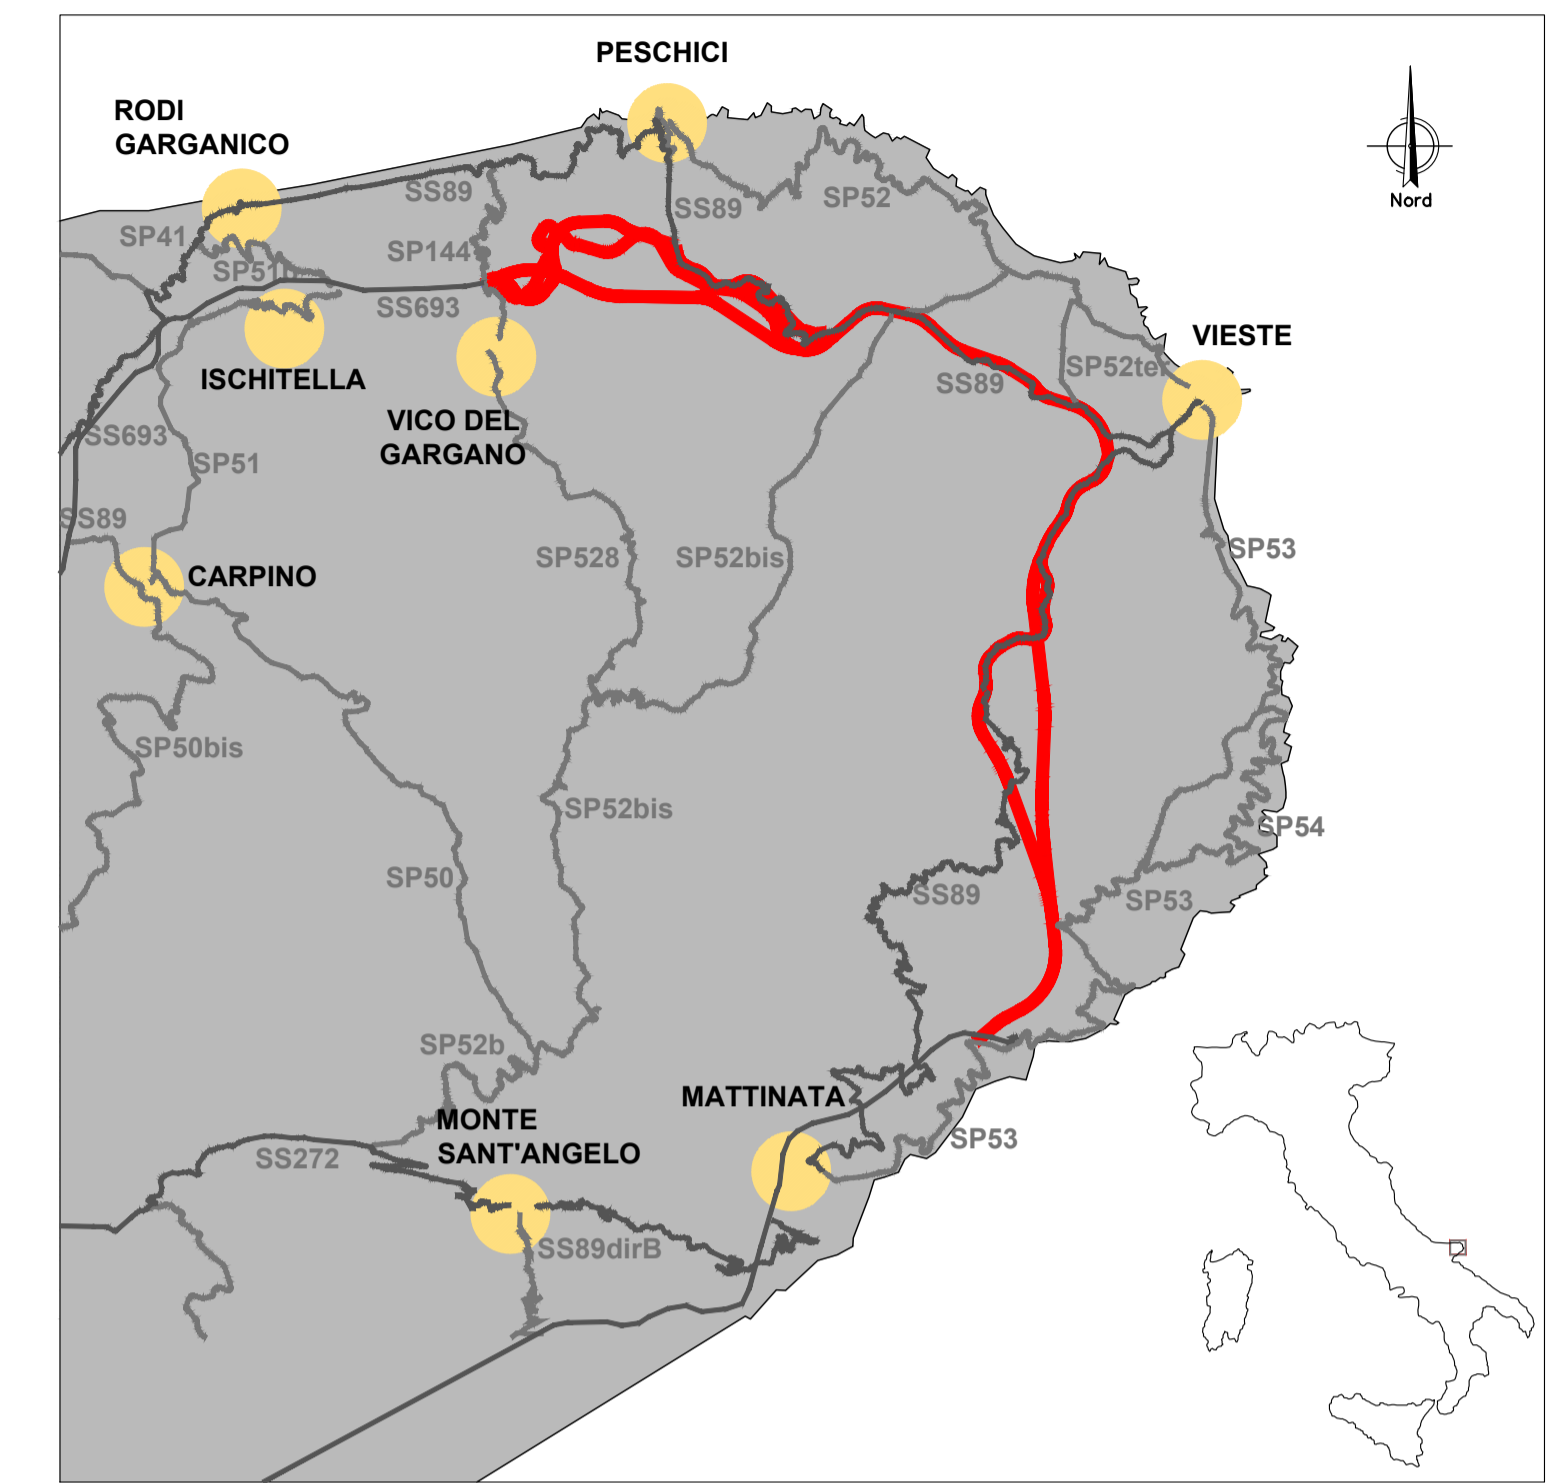 PESCHICI
RODI
GARGANICO
Nord
SS89
SP52
SS89
SP41
SP144
SS693
VIESTE
ISCHITELLA
SP52ter
SS89
VICO DEL
GARGANO
SS693
SP51
SS89
SP528
SP52bis
SP53
CARPINO
SP50bis
SP52bis
SP54
SP50
SS89
SP53
SP52b
MATTINATA
MONTE
SANT'ANGELO
SP53
SS272
SS89dirB